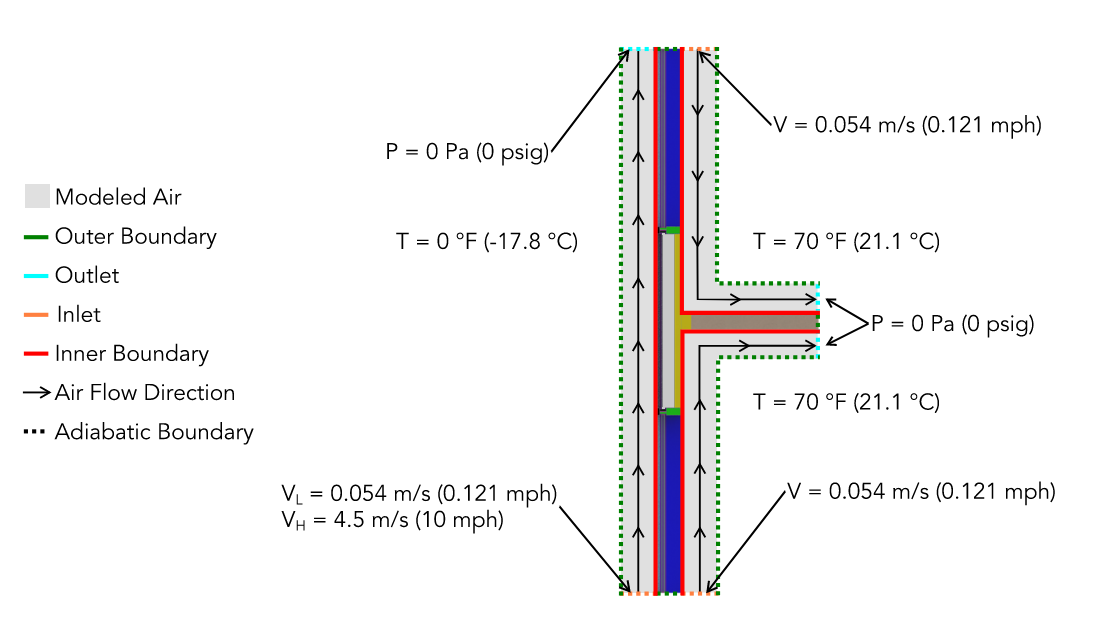 V = 0.054 m/s (0.121 mph)
P = 0 Pa (0 psig)
Modeled Air
Outer Boundary
Outlet
Inlet
Inner Boundary
Air Flow Direction
Adiabatic Boundary
T = 0 °F (-17.8 °C)
T = 70 °F (21.1 °C)
P = 0 Pa (0 psig)
T = 70 °F (21.1 °C)
V_L = 0.054 m/s (0.121 mph)
V_H = 4.5 m/s (10 mph)
V = 0.054 m/s (0.121 mph)